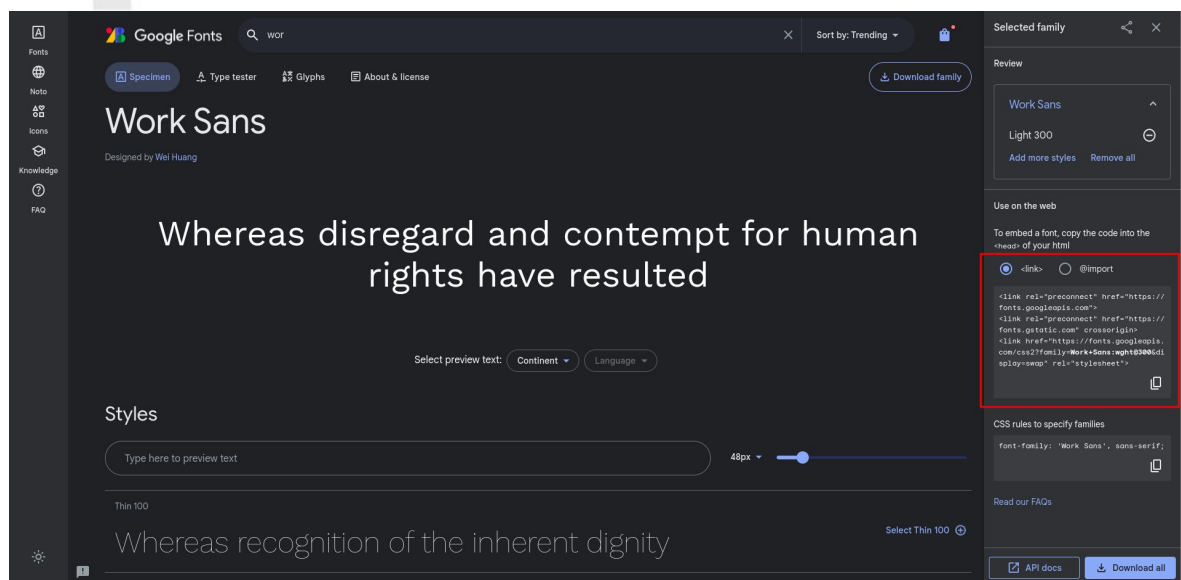 Fonts
Noto
Icons
Knowledge
FAQ
Google Fonts
wor
Sort by: Trending
Specimen
Type tester
Glyphs
About & license
Download family
Work Sans
Designed by Wei Huang
Whereas disregard and contempt for human
rights have resulted
Select preview text:
Continent
Language
Styles
Type here to preview text
48px
Thin 100
Whereas recognition of the inherent dignity
Select Thin 100
Selected family
Review
Work Sans
Light 300
Add more styles
Remove all
Use on the web
To embed a font, copy the code into the
<head> of your html
<link>
@import
<link rel="preconnect" href="https://
fonts.googleapis.com">
<link rel="preconnect" href="https://
fonts.gstatic.com" crossorigin>
<link href="https://fonts.googleapis.
com/css2?family=Work+Sans:wght@300&di
splay=swap" rel="stylesheet">
CSS rules to specify families
font-family: 'Work Sans', sans-serif;
Read our FAQs
API docs
Download all